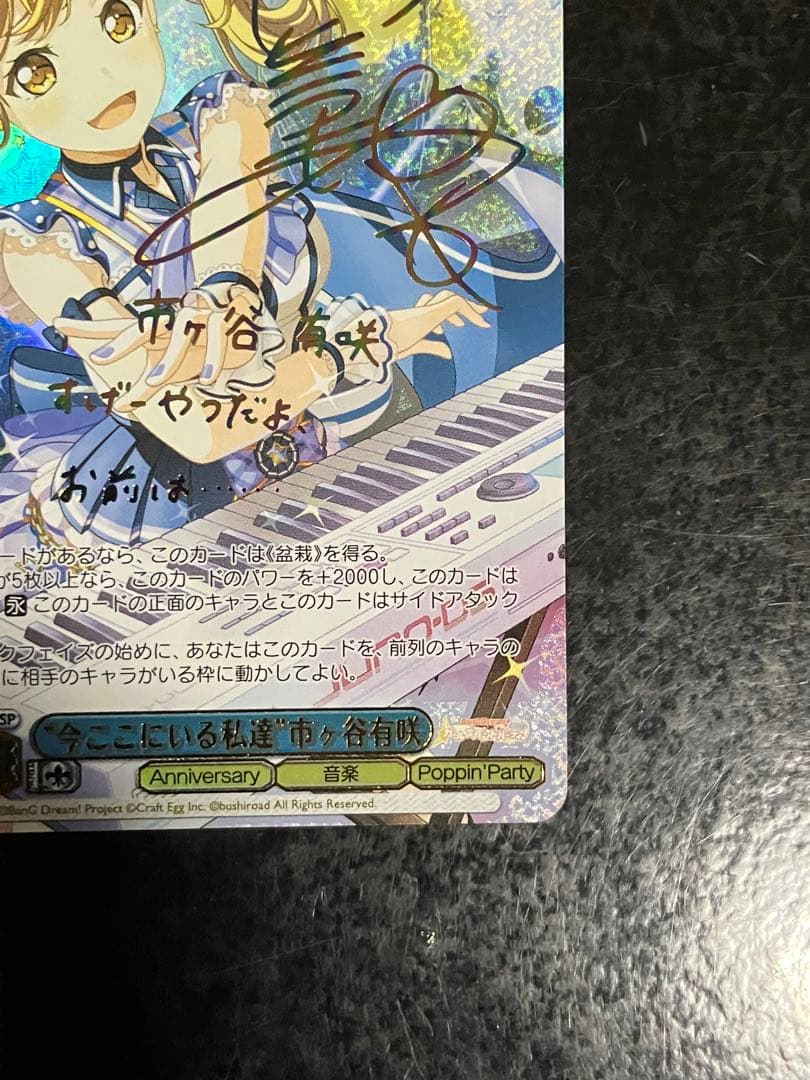 市ヶ谷 有咲
すげーやつだよ、
お前は……
ードがあるなら、このカードは《盆栽》を得る。
が5枚以上なら、このカードのパワーを+2000し、このカードは
永 このカードの正面のキャラとこのカードはサイドアタック
クフェイズの始めに、あなたはこのカードを、前列のキャラの
に相手のキャラがいる枠に動かしてよい。
SP
"今ここにいる私達"市ヶ谷有咲
Anniversary 音楽 Poppin'Party
©BanG Dream! Project ©Craft Egg Inc. ©bushiroad All Rights Reserved.